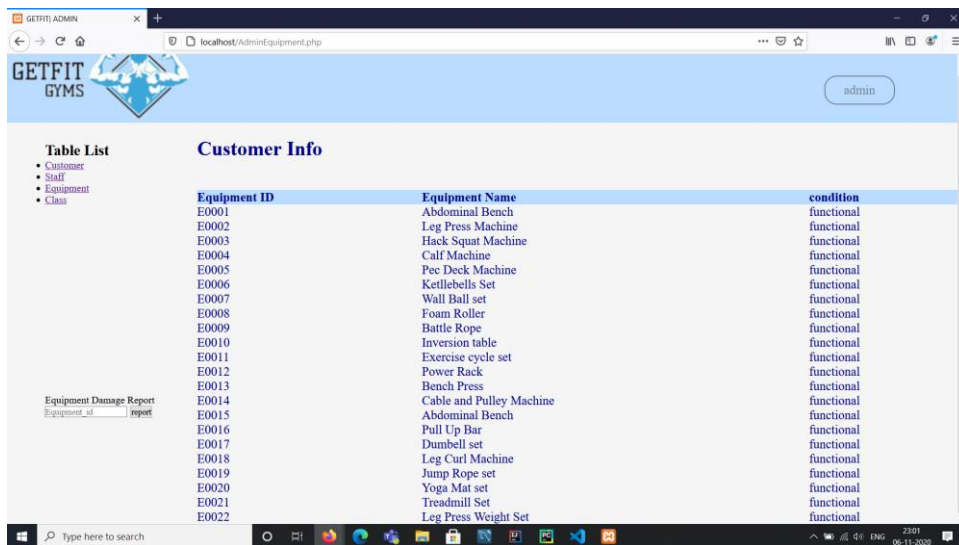 GETFIT| ADMIN
localhost/AdminEquipment.php
GETFIT
GYMS
admin
Table List
Customer
Staff
Equipment
Class
Equipment Damage Report
Equipment_id report
Customer Info
Equipment ID Equipment Name condition
E0001 Abdominal Bench functional
E0002 Leg Press Machine functional
E0003 Hack Squat Machine functional
E0004 Calf Machine functional
E0005 Pec Deck Machine functional
E0006 Ketllebells Set functional
E0007 Wall Ball set functional
E0008 Foam Roller functional
E0009 Battle Rope functional
E0010 Inversion table functional
E0011 Exercise cycle set functional
E0012 Power Rack functional
E0013 Bench Press functional
E0014 Cable and Pulley Machine functional
E0015 Abdominal Bench functional
E0016 Pull Up Bar functional
E0017 Dumbell set functional
E0018 Leg Curl Machine functional
E0019 Jump Rope set functional
E0020 Yoga Mat set functional
E0021 Treadmill Set functional
E0022 Leg Press Weight Set functional
Type here to search
ENG
23:01
06-11-2020